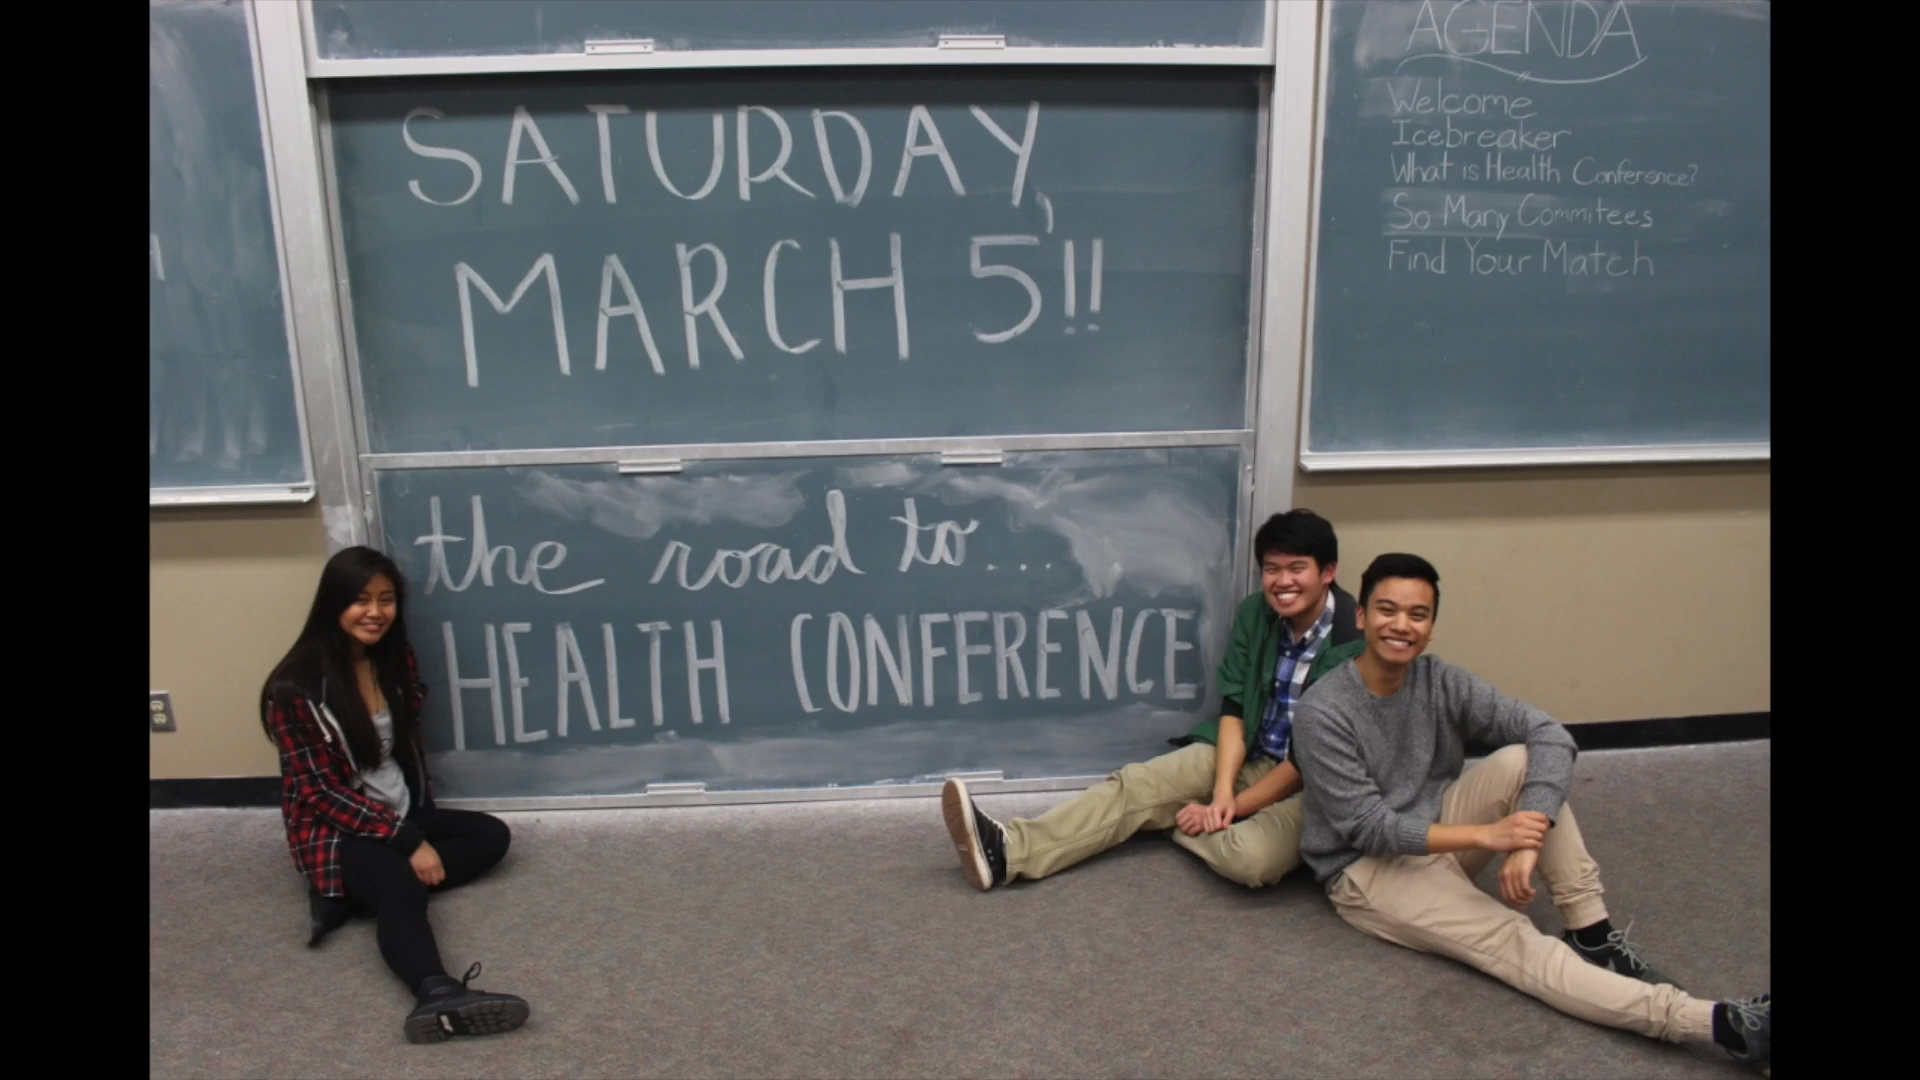 SATURDAY,
MARCH 5!!
the road to...
HEALTH CONFERENCE
AGENDA
Welcome
Icebreaker
What is Health Conference?
So Many Commitees
Find Your Match